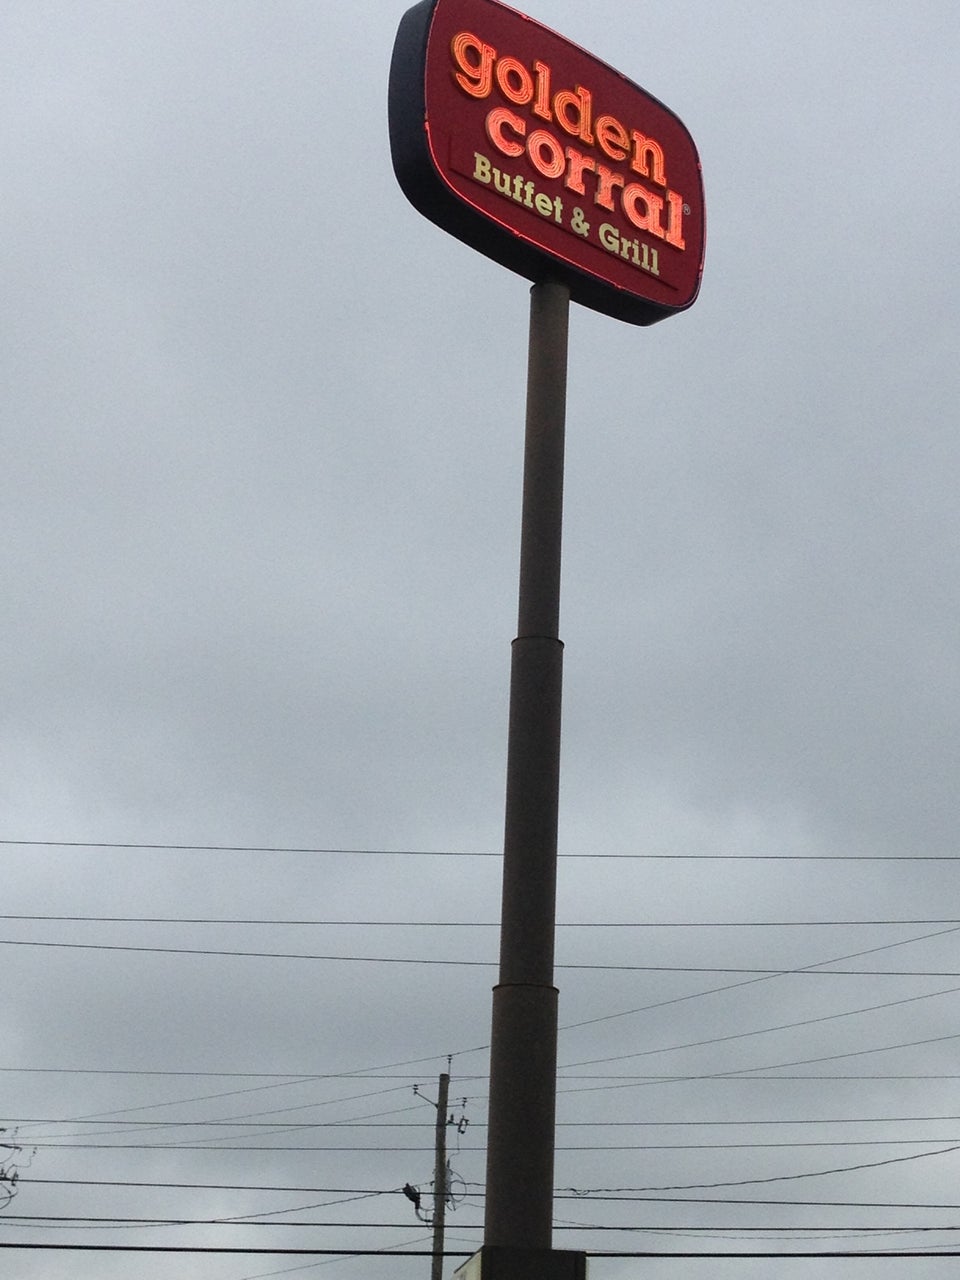 golden
corral®
Buffet & Grill